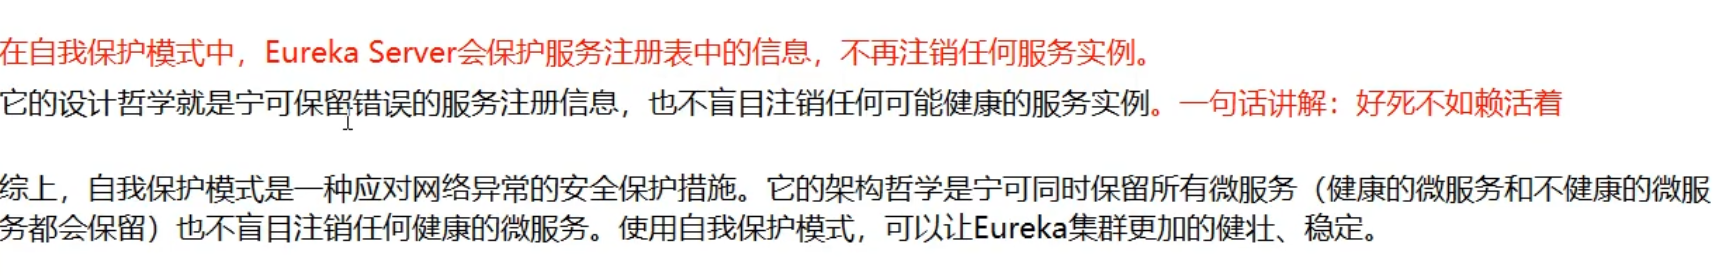 在自我保护模式中，Eureka Server会保护服务注册表中的信息，不再注销任何服务实例。
它的设计哲学就是宁可保留错误的服务注册信息，也不盲目注销任何可能健康的服务实例。一句话讲解：好死不如赖活着
综上，自我保护模式是一种应对网络异常的安全保护措施。它的架构哲学是宁可同时保留所有微服务（健康的微服务和不健康的微服
务都会保留）也不盲目注销任何健康的微服务。使用自我保护模式，可以让Eureka集群更加的健壮、稳定。